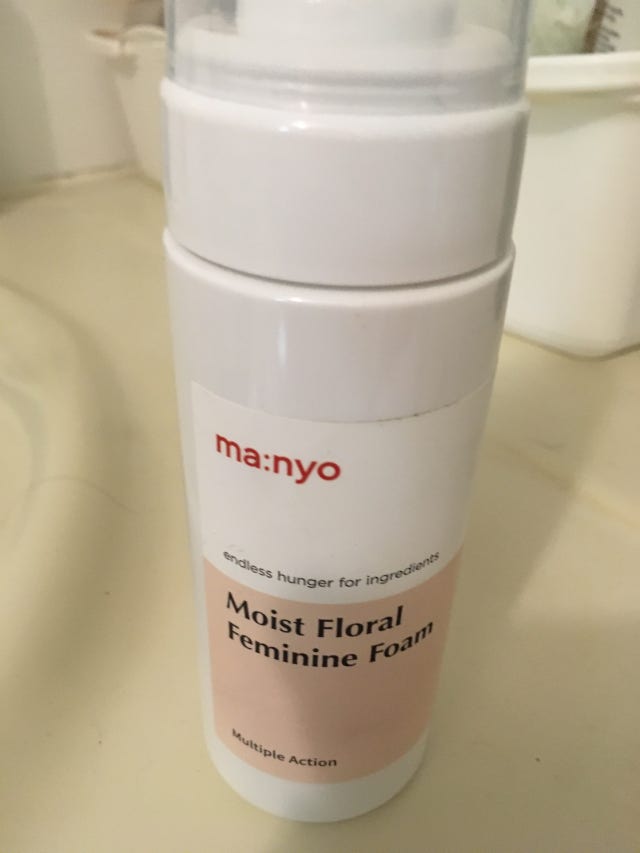 ma:nyo
endless hunger for ingredients
Moist Floral
Feminine Foam
Multiple Action